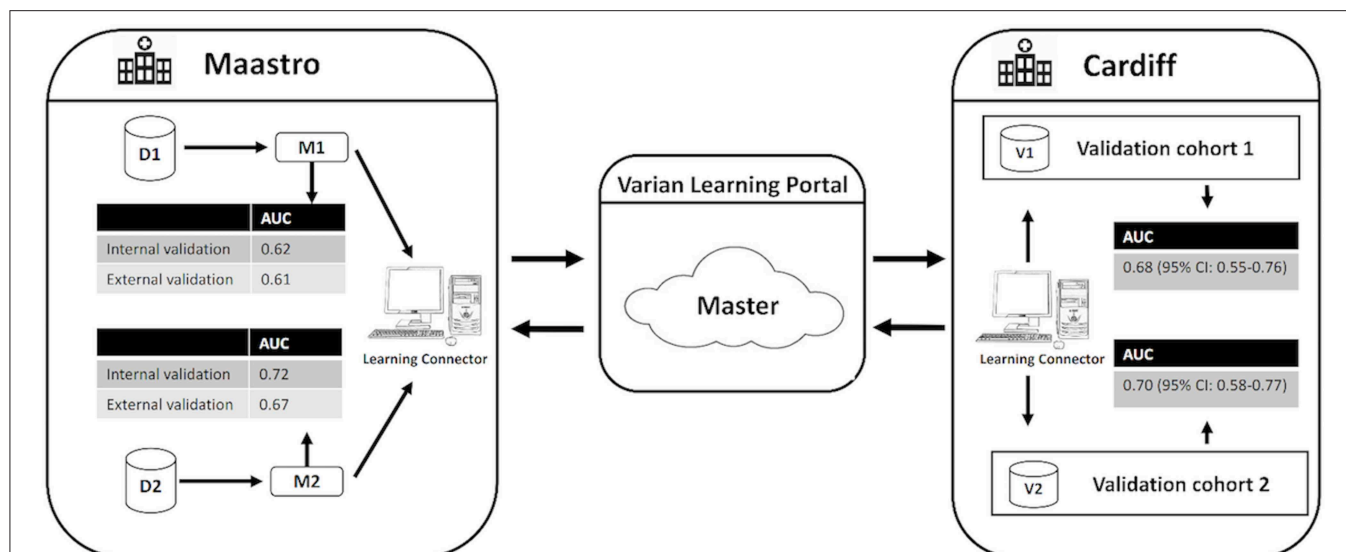 Maastro
D1
M1
AUC
Internal validation 0.62
External validation 0.61
AUC
Internal validation 0.72
External validation 0.67
D2
M2
Learning Connector
Varian Learning Portal
Master
Cardiff
V1
Validation cohort 1
AUC
0.68 (95% CI: 0.55-0.76)
Learning Connector
AUC
0.70 (95% CI: 0.58-0.77)
V2
Validation cohort 2